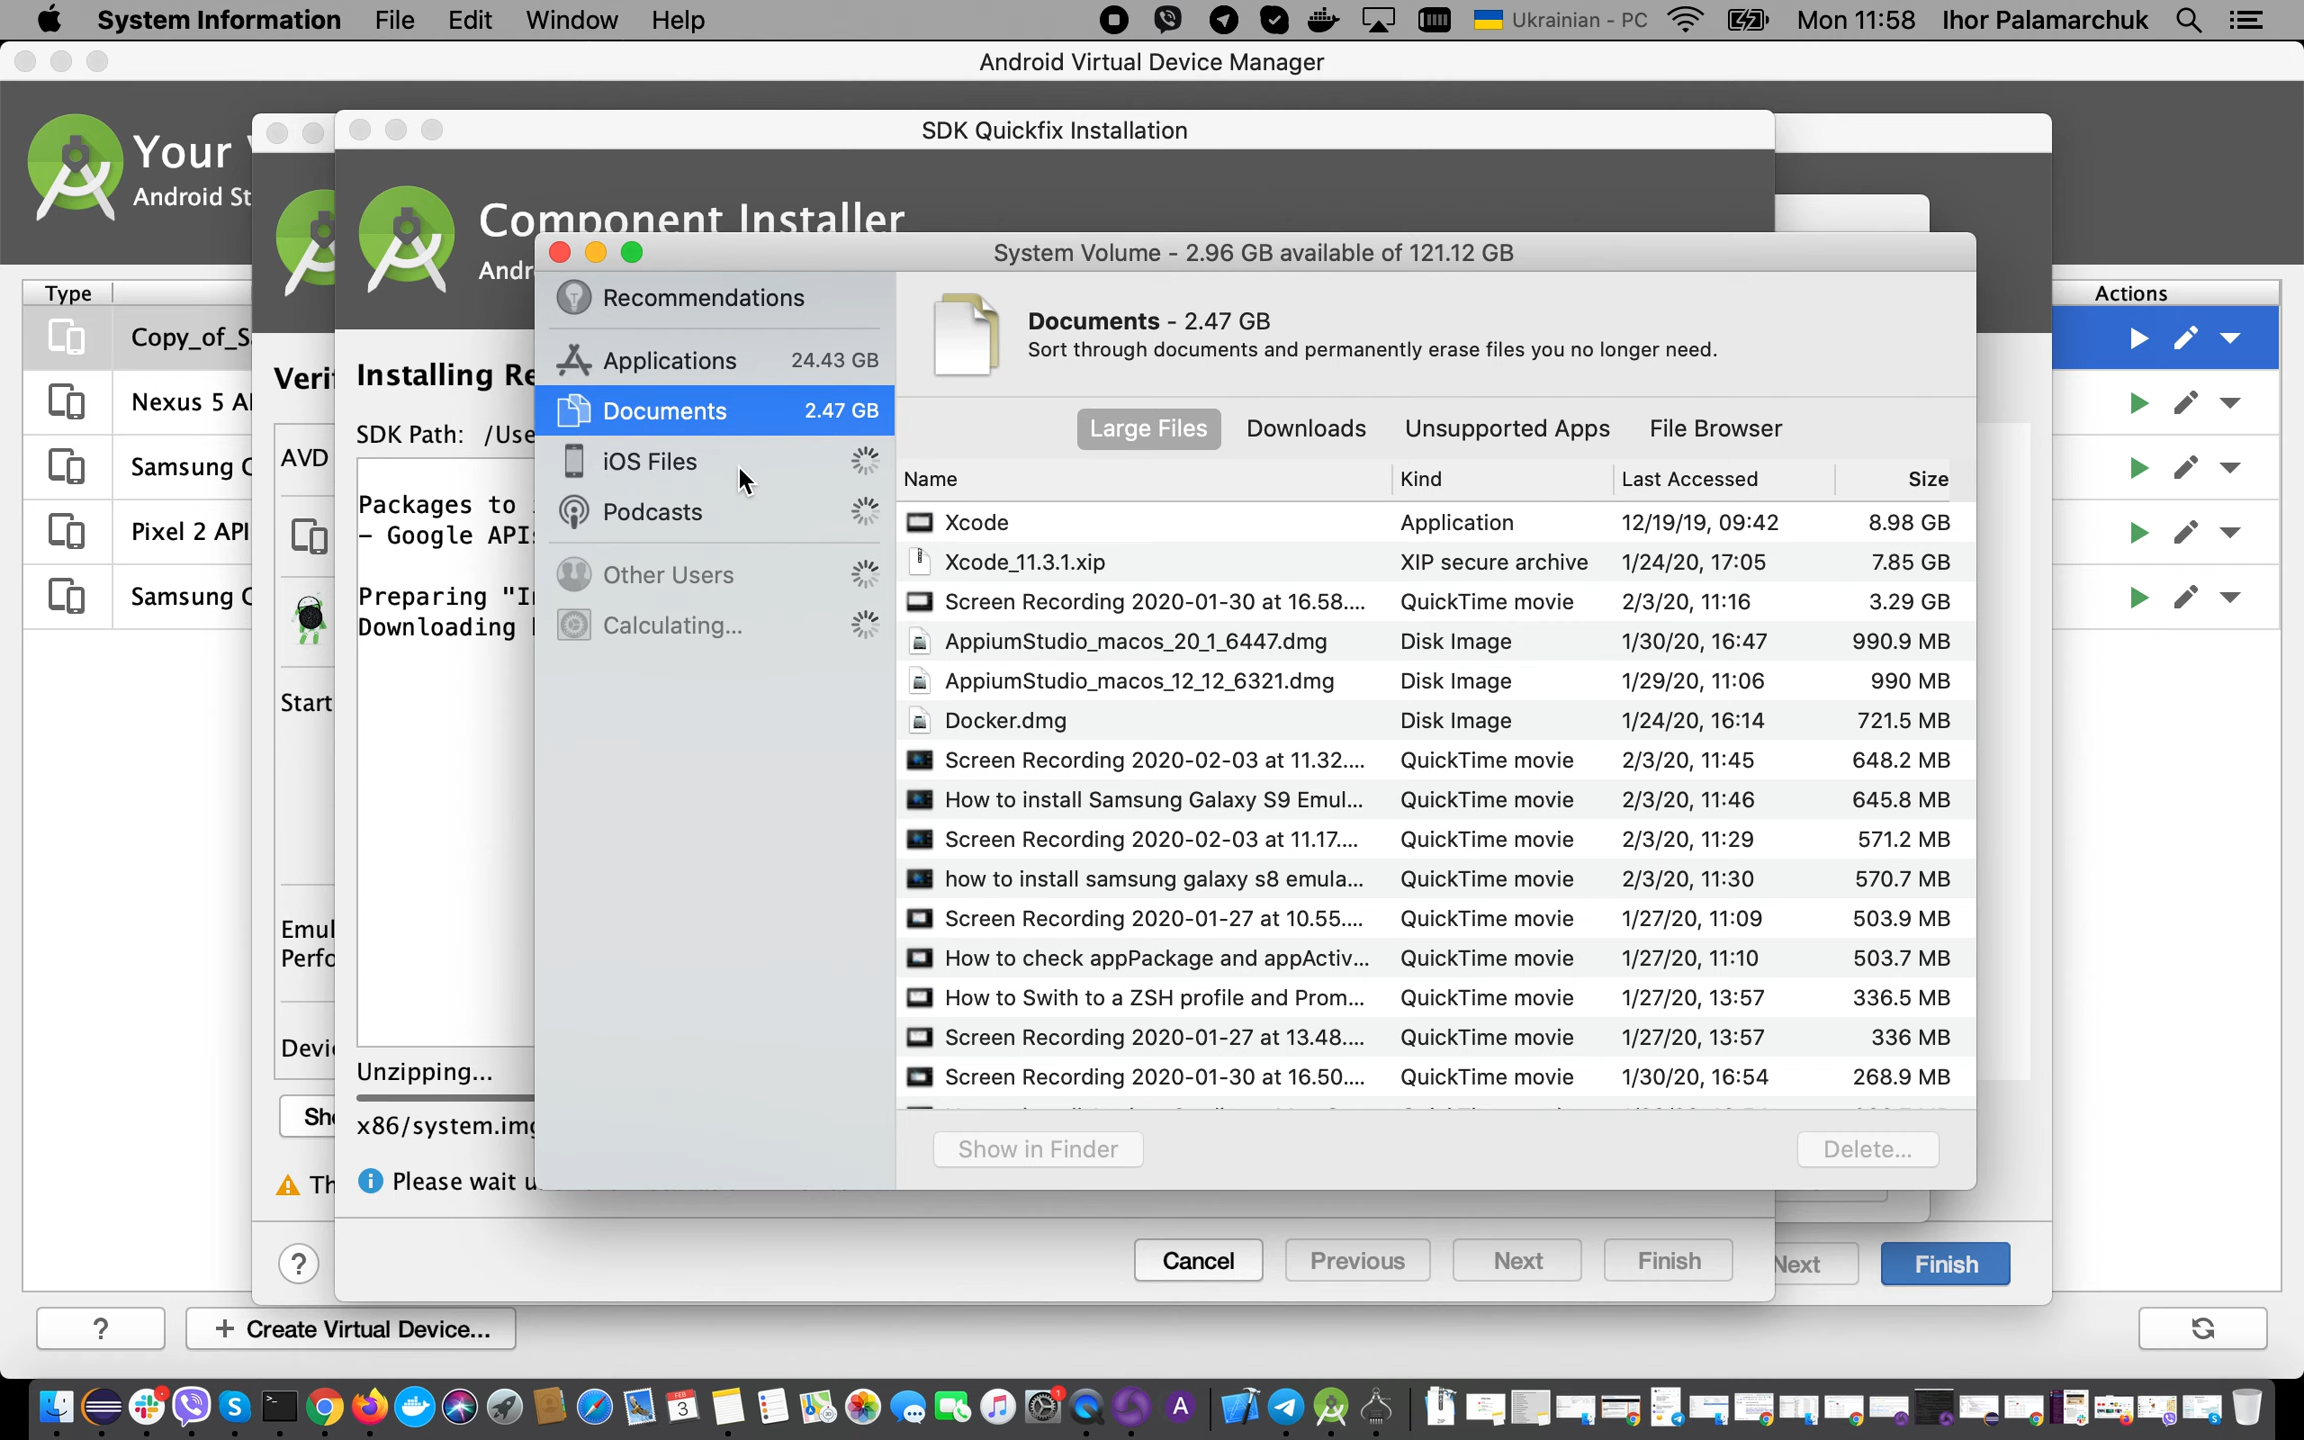 System Information File Edit Window Help Ukrainian - PC Mon 11:58 Ihor Palamarchuk
Android Virtual Device Manager
Your
Android St
SDK Quickfix Installation
Component Installer
Andr
Type
Actions
Copy_of_S
Nexus 5 A
Samsung
Pixel 2 API
Samsung
Verif
AVD
Start
Emul
Perfo
Devi
Sh
Th
Installing Re
SDK Path: /Use
Packages to
- Google API
Preparing "I
Downloading
Unzipping...
x86/system.img
Please wait u
System Volume - 2.96 GB available of 121.12 GB
Recommendations
Applications 24.43 GB
Documents 2.47 GB
iOS Files
Podcasts
Other Users
Calculating...
Documents - 2.47 GB
Sort through documents and permanently erase files you no longer need.
Large Files Downloads Unsupported Apps File Browser
Name Kind Last Accessed Size
Xcode Application 12/19/19, 09:42 8.98 GB
Xcode_11.3.1.xip XIP secure archive 1/24/20, 17:05 7.85 GB
Screen Recording 2020-01-30 at 16.58.... QuickTime movie 2/3/20, 11:16 3.29 GB
AppiumStudio_macos_20_1_6447.dmg Disk Image 1/30/20, 16:47 990.9 MB
AppiumStudio_macos_12_12_6321.dmg Disk Image 1/29/20, 11:06 990 MB
Docker.dmg Disk Image 1/24/20, 16:14 721.5 MB
Screen Recording 2020-02-03 at 11.32.... QuickTime movie 2/3/20, 11:45 648.2 MB
How to install Samsung Galaxy S9 Emul... QuickTime movie 2/3/20, 11:46 645.8 MB
Screen Recording 2020-02-03 at 11.17.... QuickTime movie 2/3/20, 11:29 571.2 MB
how to install samsung galaxy s8 emula... QuickTime movie 2/3/20, 11:30 570.7 MB
Screen Recording 2020-01-27 at 10.55.... QuickTime movie 1/27/20, 11:09 503.9 MB
How to check appPackage and appActiv... QuickTime movie 1/27/20, 11:10 503.7 MB
How to Swith to a ZSH profile and Prom... QuickTime movie 1/27/20, 13:57 336.5 MB
Screen Recording 2020-01-27 at 13.48.... QuickTime movie 1/27/20, 13:57 336 MB
Screen Recording 2020-01-30 at 16.50.... QuickTime movie 1/30/20, 16:54 268.9 MB
Show in Finder Delete...
? Cancel Previous Next Finish Next Finish
? + Create Virtual Device...
FEB
3
1